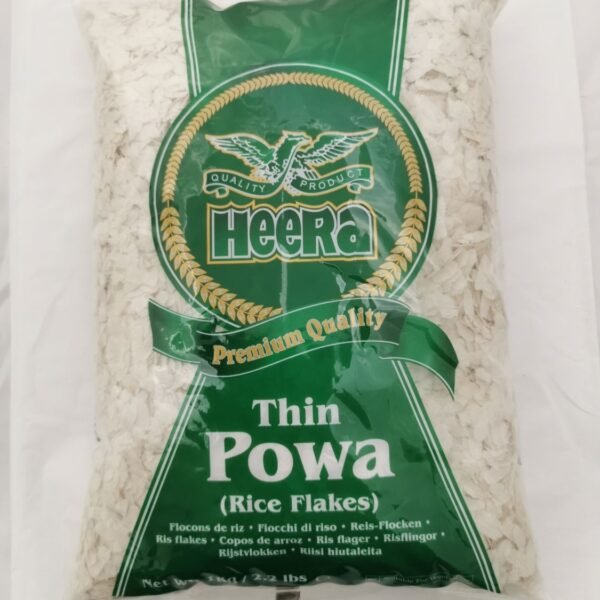 QUALITY PRODUCT
HEERa
Premium Quality
Thin
Powa
(Rice Flakes)
Flocons de riz • Fiocchi di riso • Reis-Flocken •
Ris flakes • Copos de arroz • Ris flager • Risflingor •
Rijstvlokken • Riisi hiutaleita
Net Wt. 1Kg / 2.2 lbs